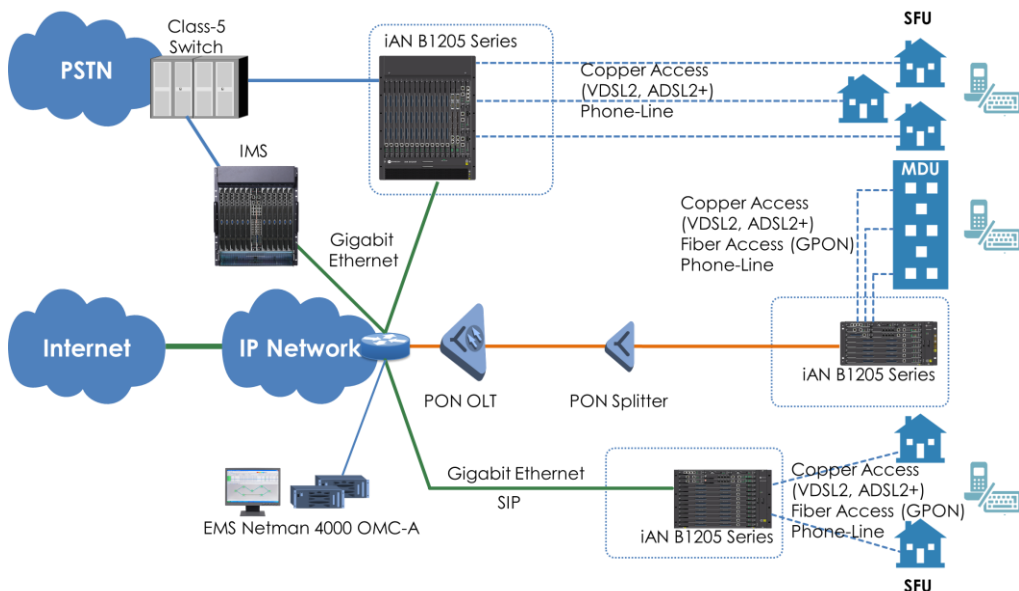 Class-5
Switch
PSTN
iAN B1205 Series
SFU
Copper Access
(VDSL2, ADSL2+)
Phone-Line
IMS
MDU
Copper Access
(VDSL2, ADSL2+)
Fiber Access (GPON)
Phone-Line
Gigabit
Ethernet
Internet
IP Network
PON OLT
PON Splitter
iAN B1205 Series
Gigabit Ethernet
SIP
EMS Netman 4000 OMC-A
iAN B1205 Series
Copper Access
(VDSL2, ADSL2+)
Fiber Access (GPON)
Phone-Line
SFU